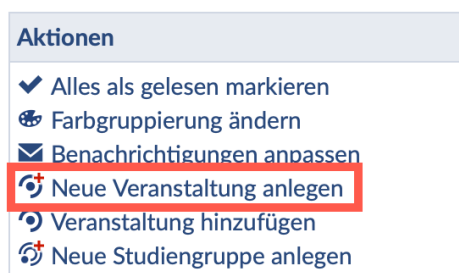 Aktionen
Alles als gelesen markieren
Farbgruppierung ändern
Benachrichtigungen anpassen
Neue Veranstaltung anlegen
Veranstaltung hinzufügen
Neue Studiengruppe anlegen